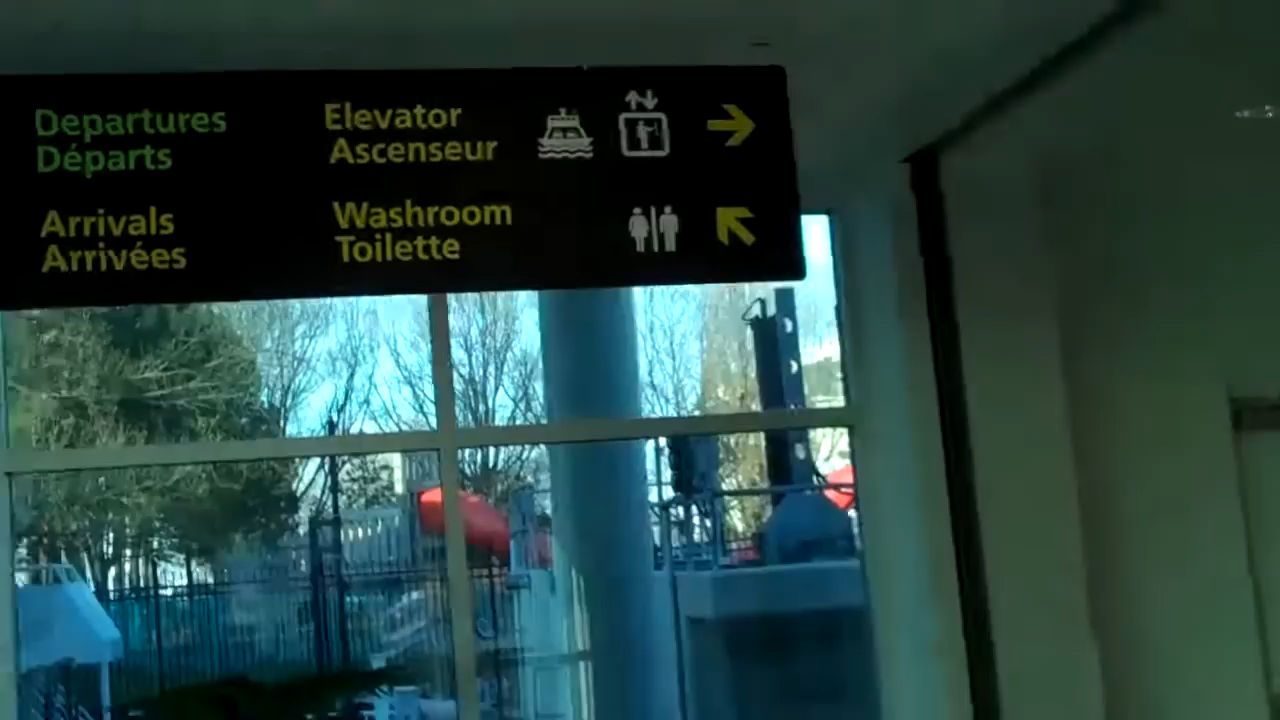 Departures
Départs
Arrivals
Arrivées
Elevator
Ascenseur
Washroom
Toilette